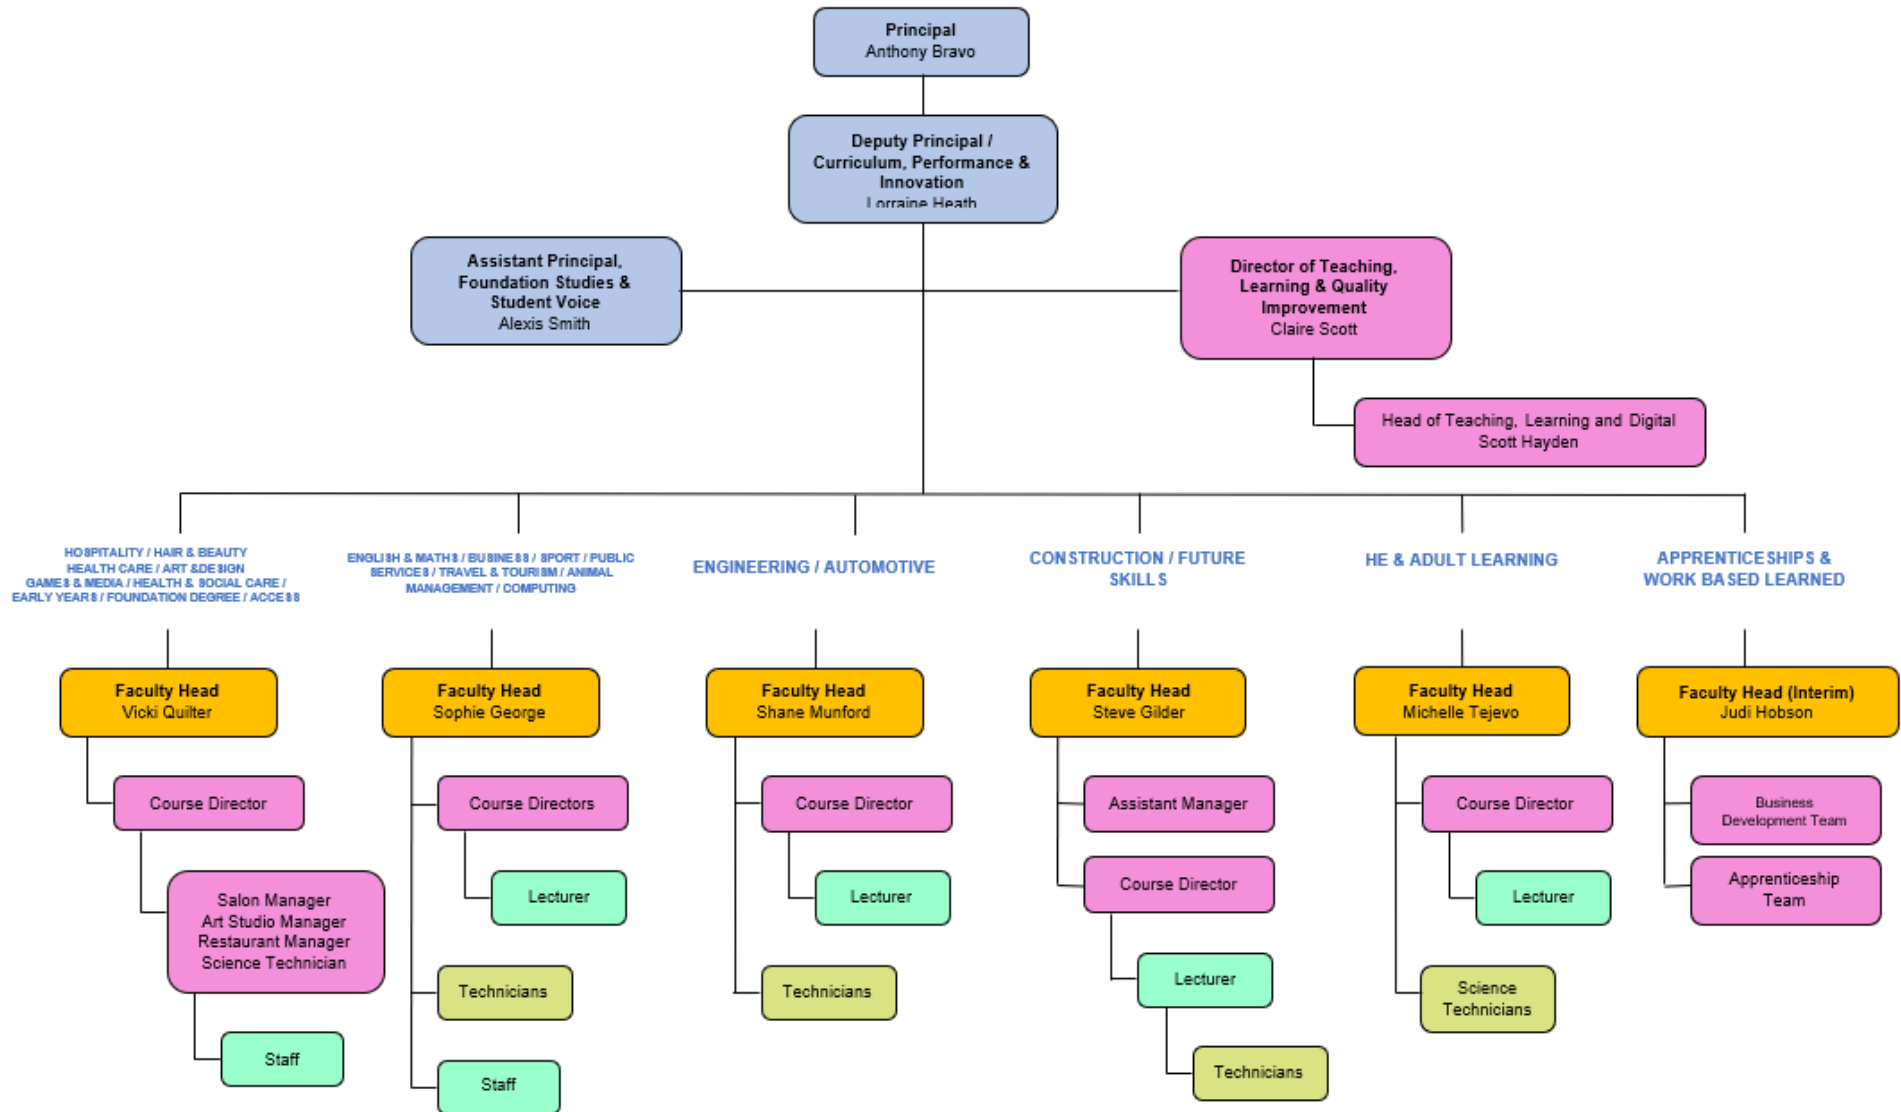 Principal
Anthony Bravo
Deputy Principal /
Curriculum, Performance &
Innovation
Lorraine Heath
Assistant Principal,
Foundation Studies &
Student Voice
Alexis Smith
Director of Teaching,
Learning & Quality
Improvement
Claire Scott
Head of Teaching, Learning and Digital
Scott Hayden
HOSPITALITY / HAIR & BEAUTY
HEALTH CARE / ART &DESIGN
GAMES & MEDIA / HEALTH & SOCIAL CARE /
EARLY YEARS / FOUNDATION DEGREE / ACCESS
ENGLISH & MATHS / BUSINESS / SPORT / PUBLIC
SERVICES / TRAVEL & TOURISM / ANIMAL
MANAGEMENT / COMPUTING
ENGINEERING / AUTOMOTIVE
CONSTRUCTION / FUTURE
SKILLS
HE & ADULT LEARNING
APPRENTICESHIPS &
WORK BASED LEARNED
Faculty Head
Vicki Quilter
Faculty Head
Sophie George
Faculty Head
Shane Munford
Faculty Head
Steve Gilder
Faculty Head
Michelle Tejevo
Faculty Head (Interim)
Judi Hobson
Course Director
Salon Manager
Art Studio Manager
Restaurant Manager
Science Technician
Staff
Course Directors
Lecturer
Technicians
Staff
Course Director
Lecturer
Technicians
Assistant Manager
Course Director
Lecturer
Technicians
Course Director
Lecturer
Science
Technicians
Business
Development Team
Apprenticeship
Team